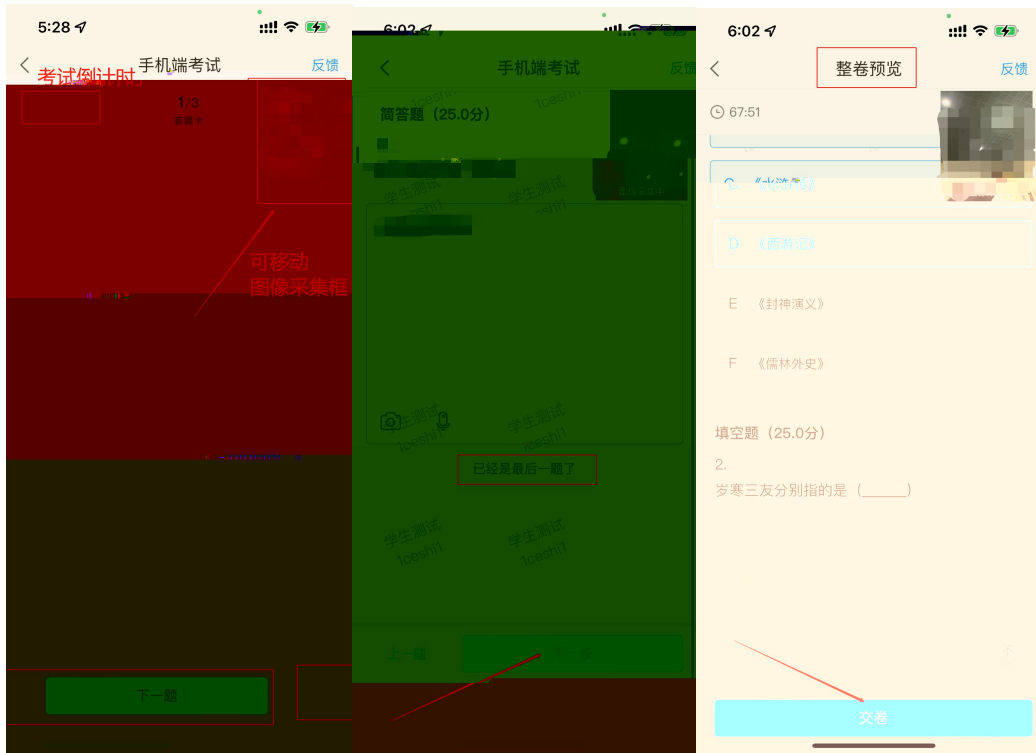 5:28
手机端考试
反馈
考试倒计时
1/3
答题卡
可移动
图像采集框
下一题
6:02
手机端考试
反馈
简答题（25.0分）
学生测试
1ceshi1
已经是最后一题了
学生测试
1ceshi1
学生测试
1ceshi1
上一题
6:02
整卷预览
反馈
67:51
D 《西游记》
E 《封神演义》
F 《儒林外史》
填空题（25.0分）
2.
岁寒三友分别指的是（______）
交卷